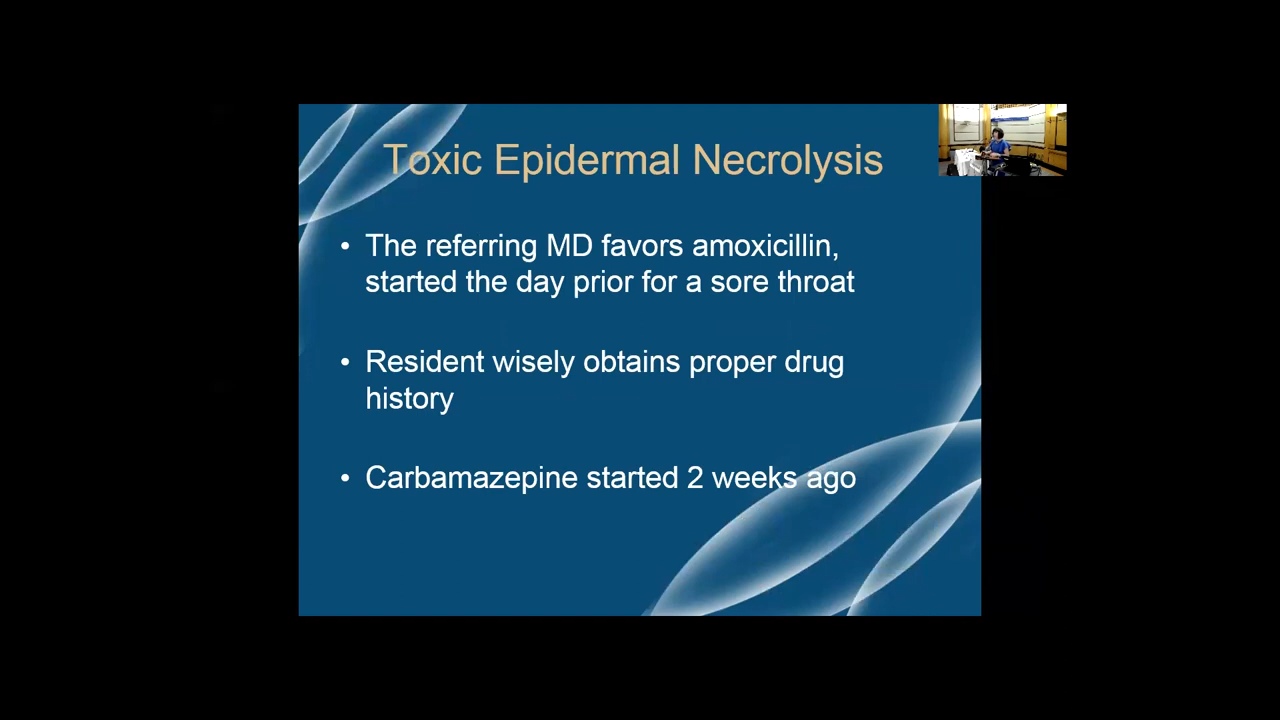 Toxic Epidermal Necrolysis
• The referring MD favors amoxicillin,
started the day prior for a sore throat
• Resident wisely obtains proper drug
history
• Carbamazepine started 2 weeks ago